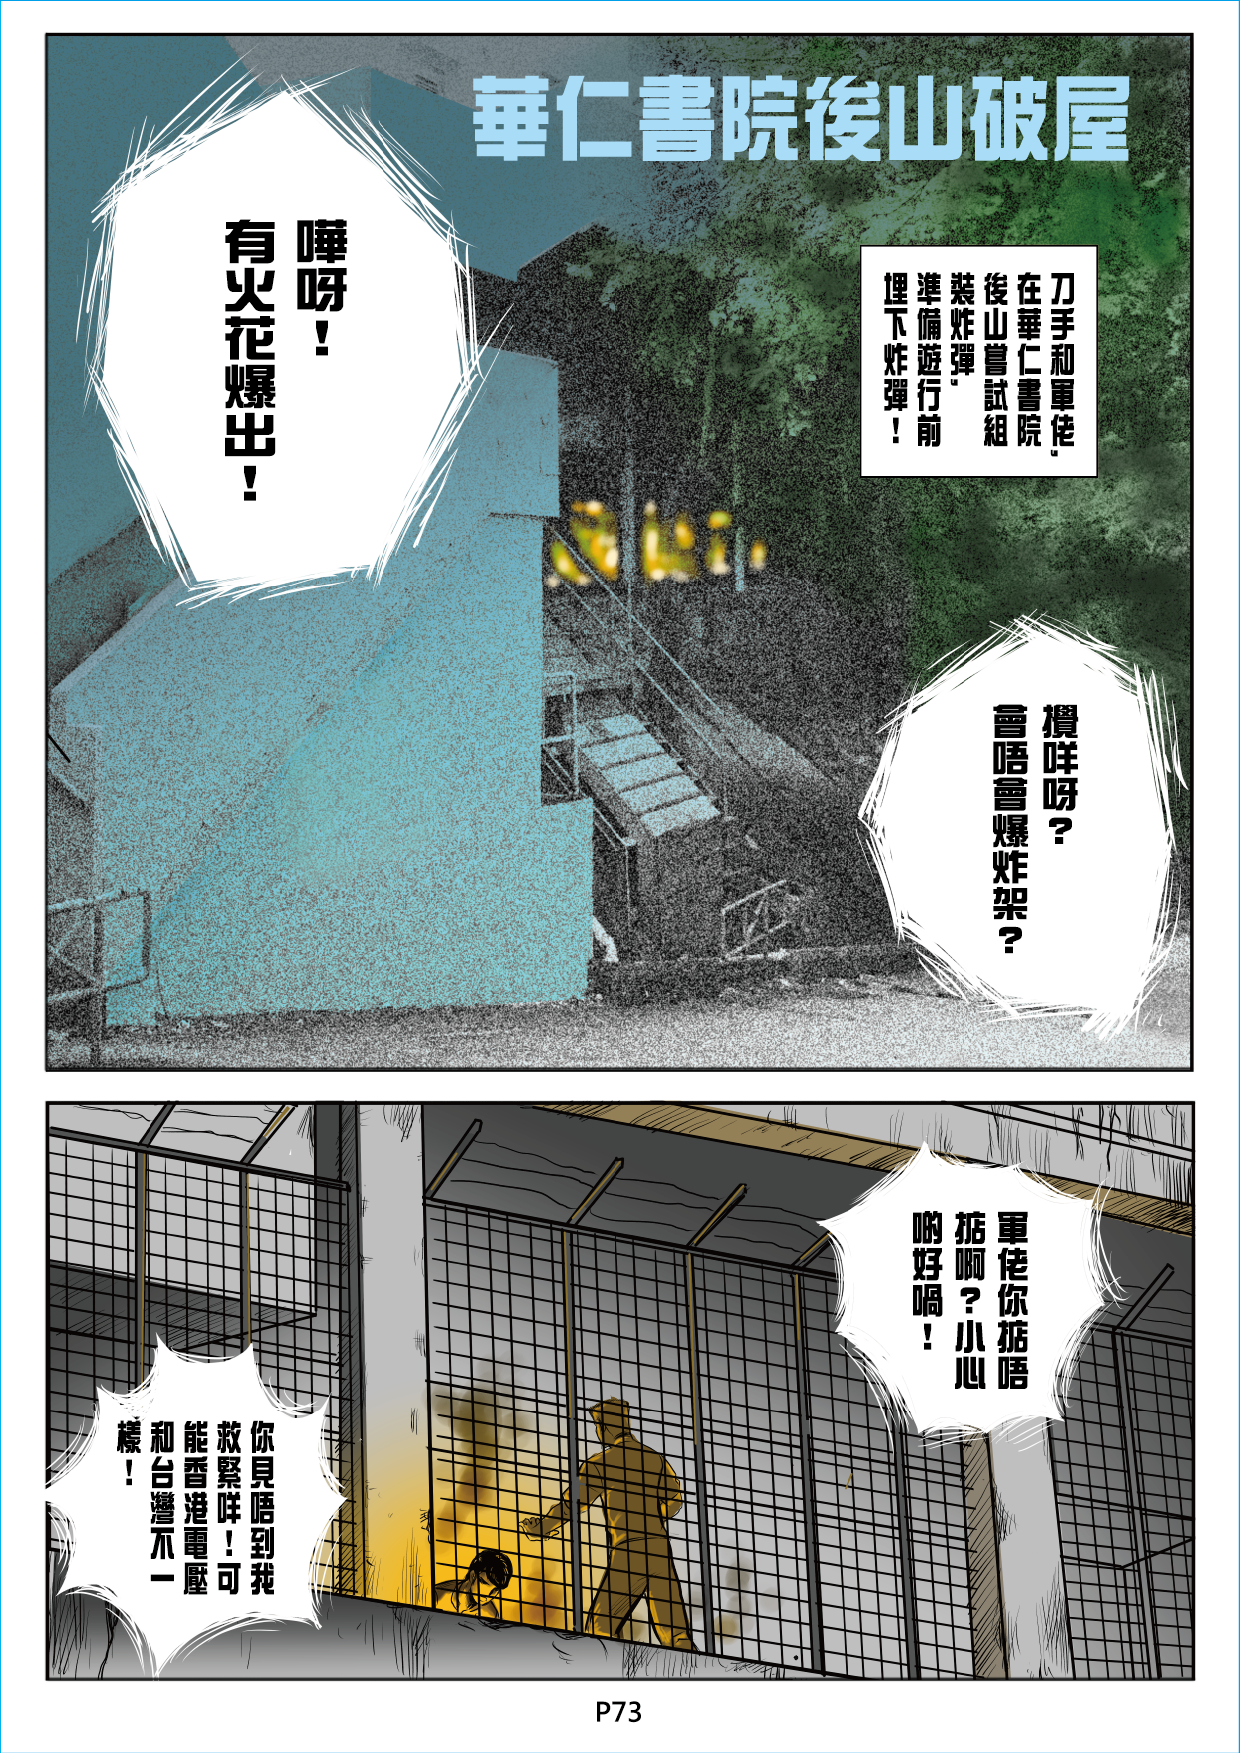 華仁書院後山破屋
刀手和軍佬，
在華仁書院
後山嘗試組
裝炸彈，
準備遊行前
埋下炸彈！
嘩呀！
有火花爆出！
攪咩呀？
會唔會爆炸架？
軍佬你掂唔
掂啊？小心
啲好喎！
你見唔到我
救緊咩！可
能香港電壓
和台灣不一
樣！
P73